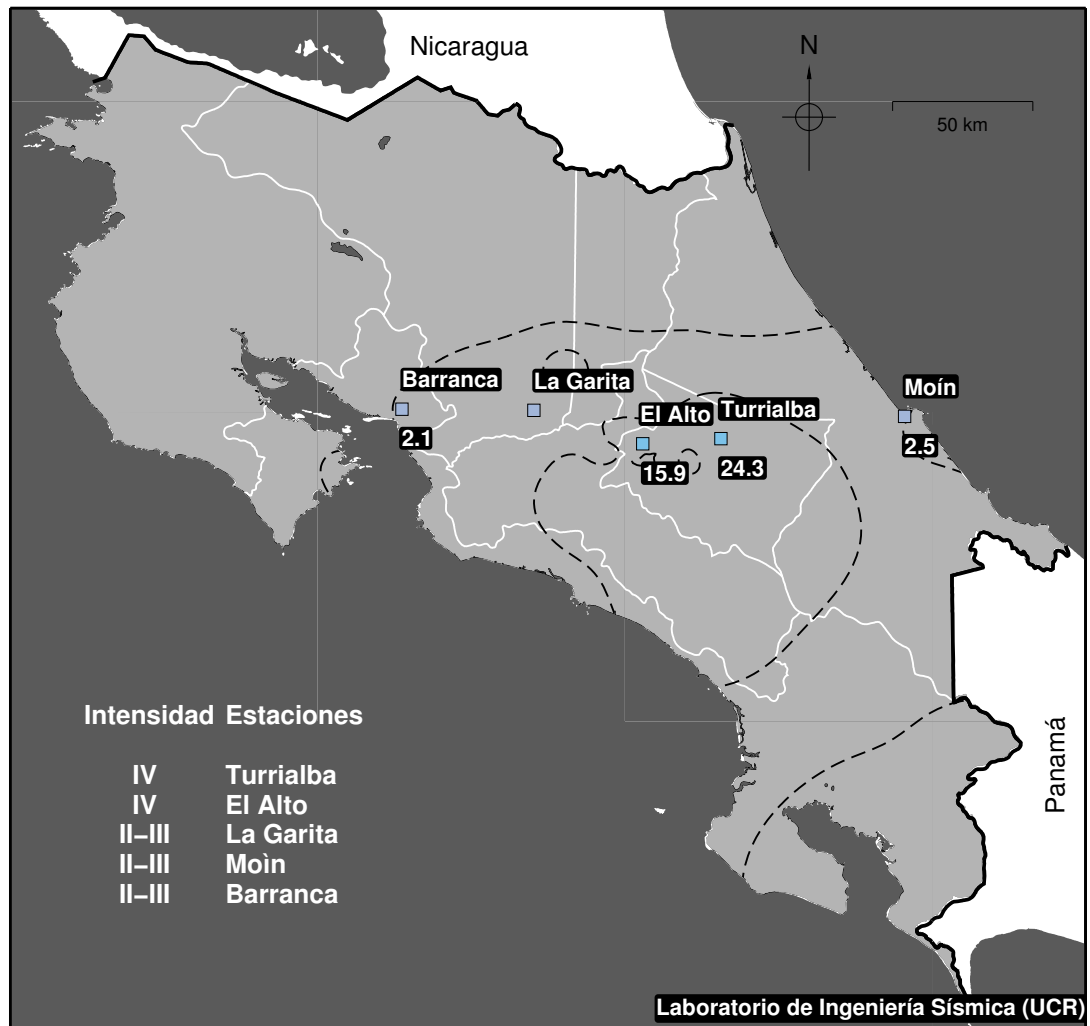 Nicaragua
N
50 km
Barranca
La Garita
Moín
El Alto
Turrialba
2.1
2.5
15.9
24.3
Intensidad Estaciones
IV Turrialba
IV El Alto
II–III La Garita
II–III Moìn
II–III Barranca
Panamá
Laboratorio de Ingeniería Sísmica (UCR)